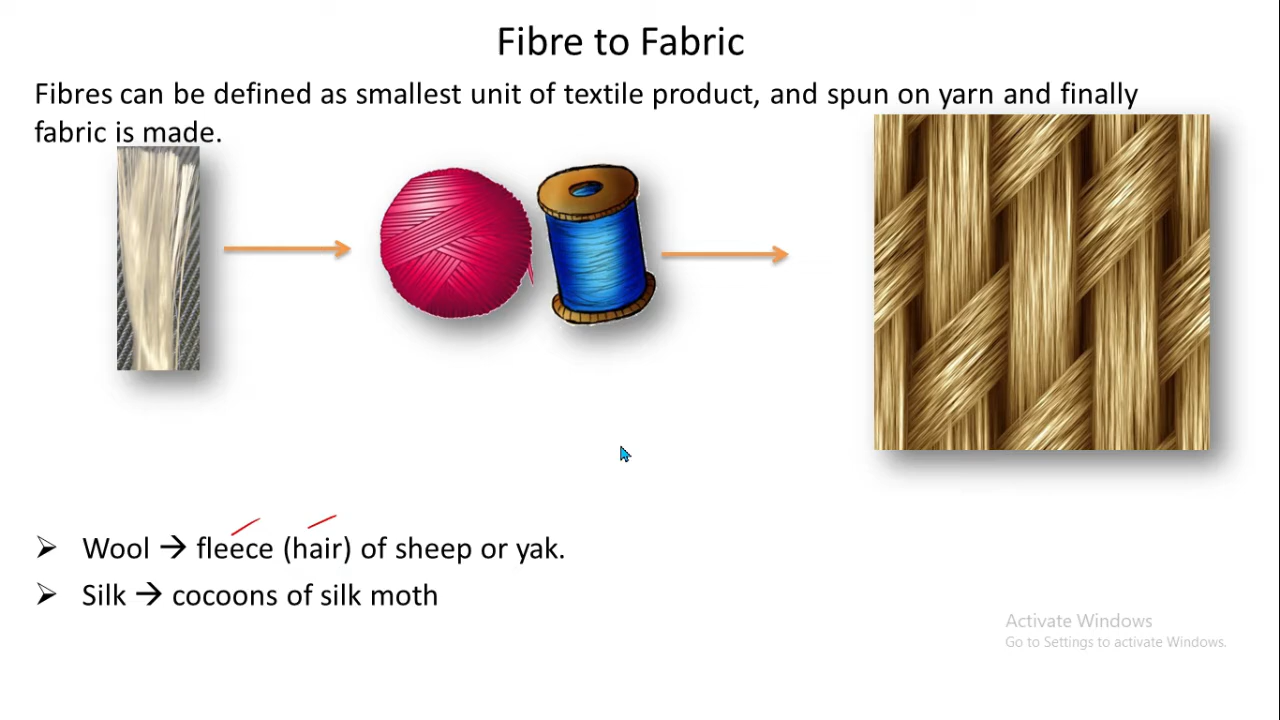 Fibre to Fabric
Fibres can be defined as smallest unit of textile product, and spun on yarn and finally
fabric is made.
➢ Wool → fleece (hair) of sheep or yak.
➢ Silk → cocoons of silk moth
Activate Windows
Go to Settings to activate Windows.